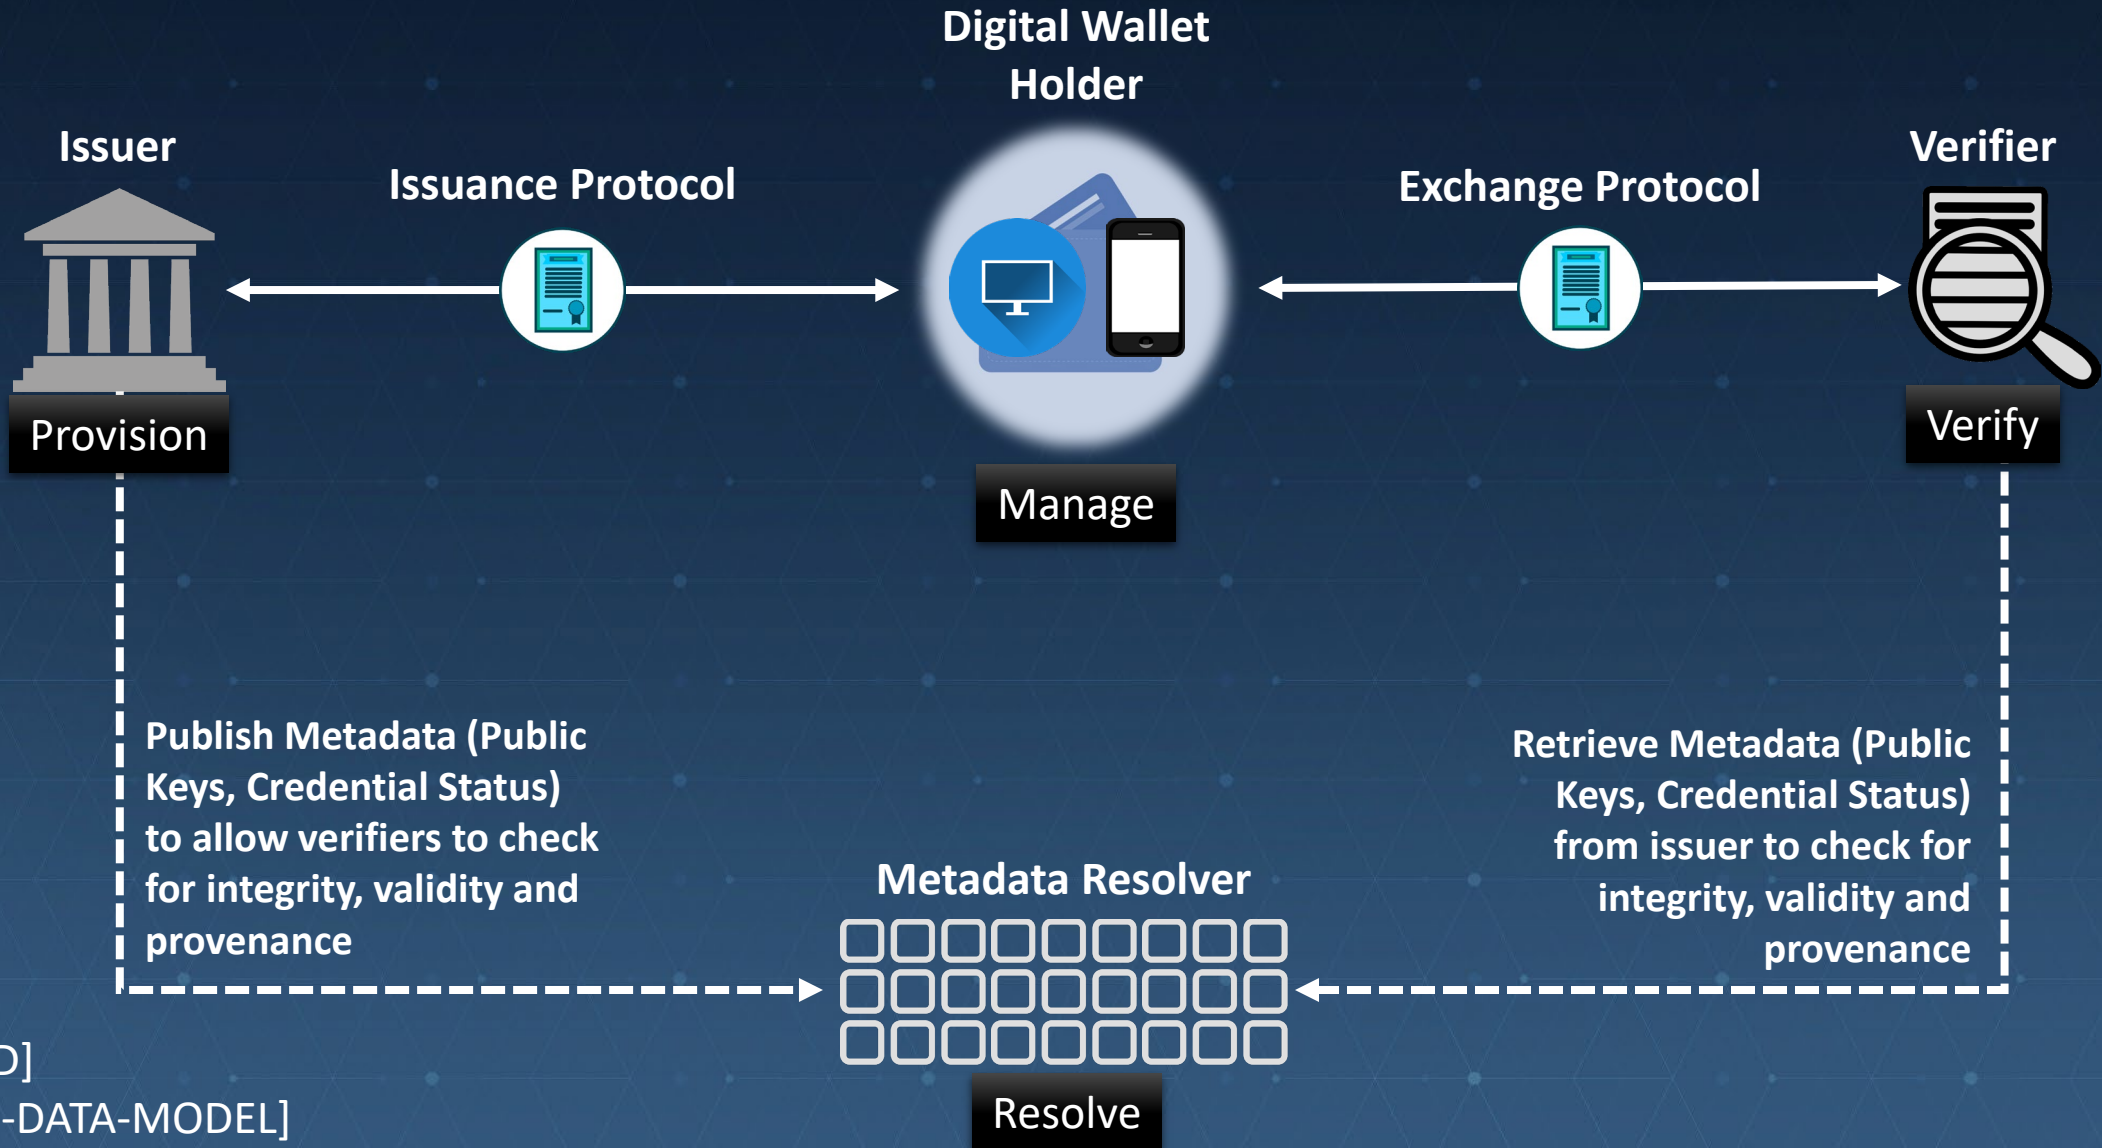 Digital Wallet
Holder
Issuer
Issuance Protocol
Exchange Protocol
Verifier
Provision
Manage
Verify
Publish Metadata (Public
Keys, Credential Status)
to allow verifiers to check
for integrity, validity and
provenance
Retrieve Metadata (Public
Keys, Credential Status)
from issuer to check for
integrity, validity and
provenance
Metadata Resolver
Resolve
D]
-DATA-MODEL]